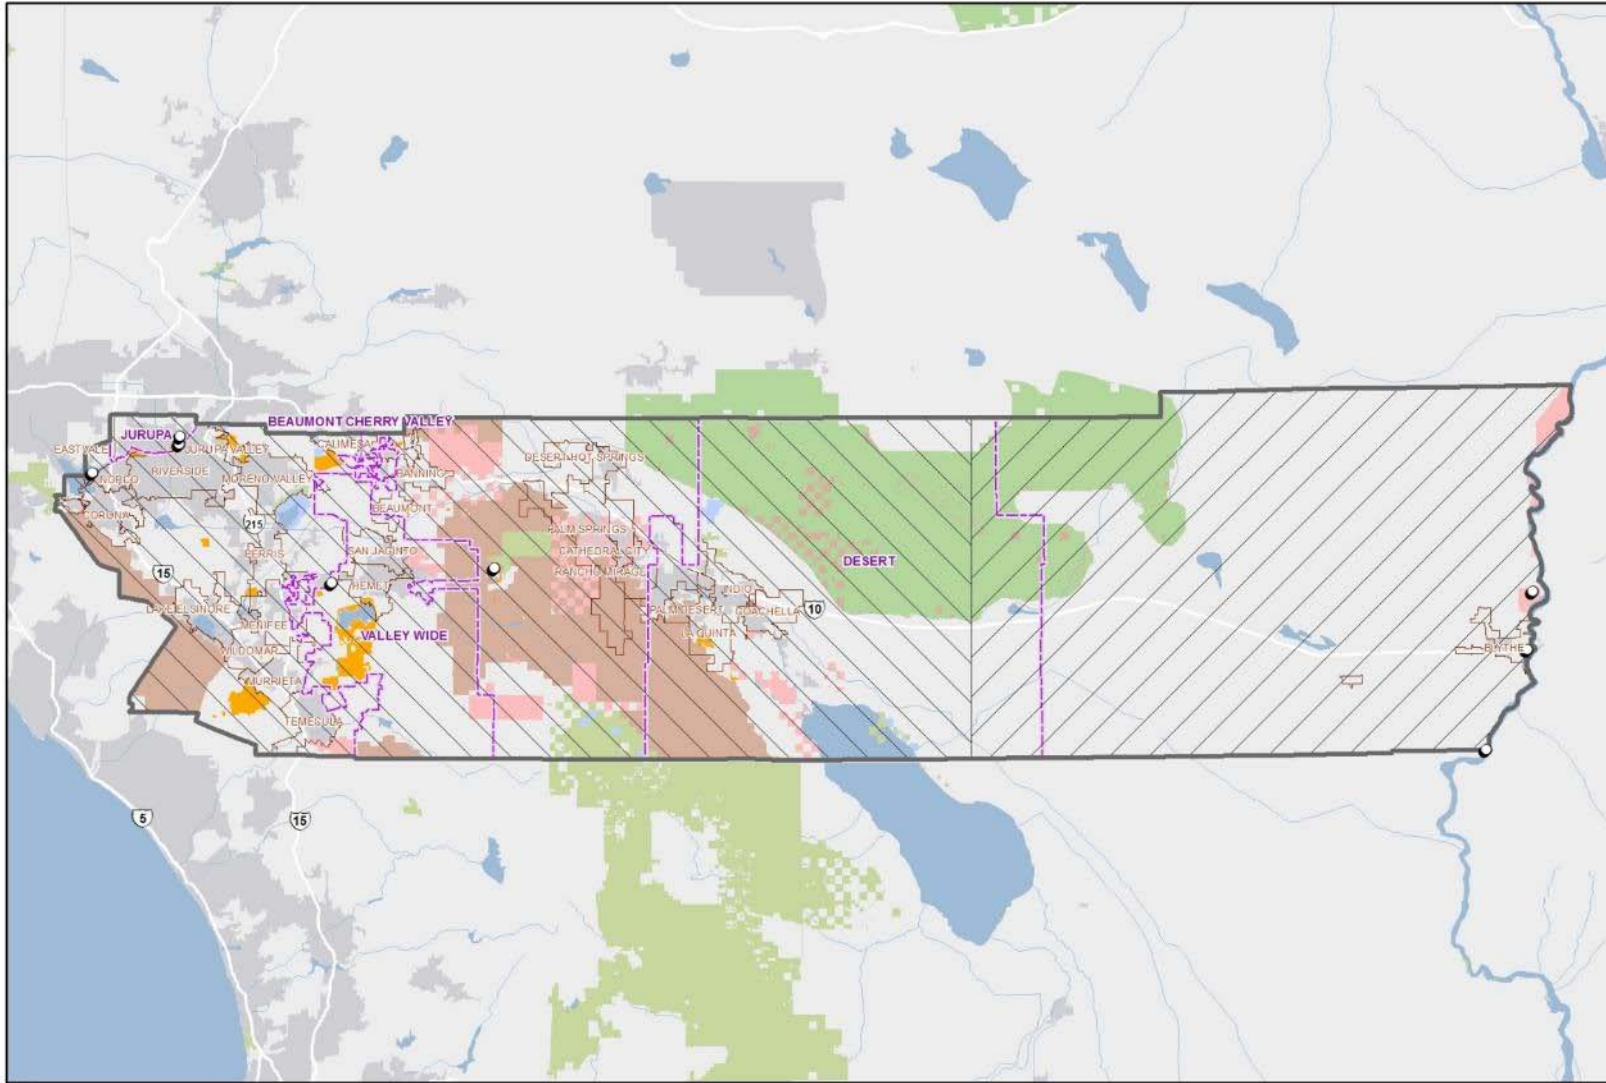 BEAUMONT CHERRY VALLEY
JURUPA
EASTVALE
JURUPA VALLEY
CALIMESA
DESERT HOT SPRINGS
RIVERSIDE
NORCO
MORENO VALLEY
BANNING
CORONA
BEAUMONT
215
PALM SPRINGS
PERRIS
SAN JACINTO
CATHEDRAL CITY
DESERT
15
RANCHO MIRAGE
HEMET
INDIO
LAKE ELSINORE
PALM DESERT
COACHELLA
10
MENIFEE
VALLEY WIDE
LA QUINTA
WILDOMAR
BLYTHE
MURRIETA
TEMECULA
5
15